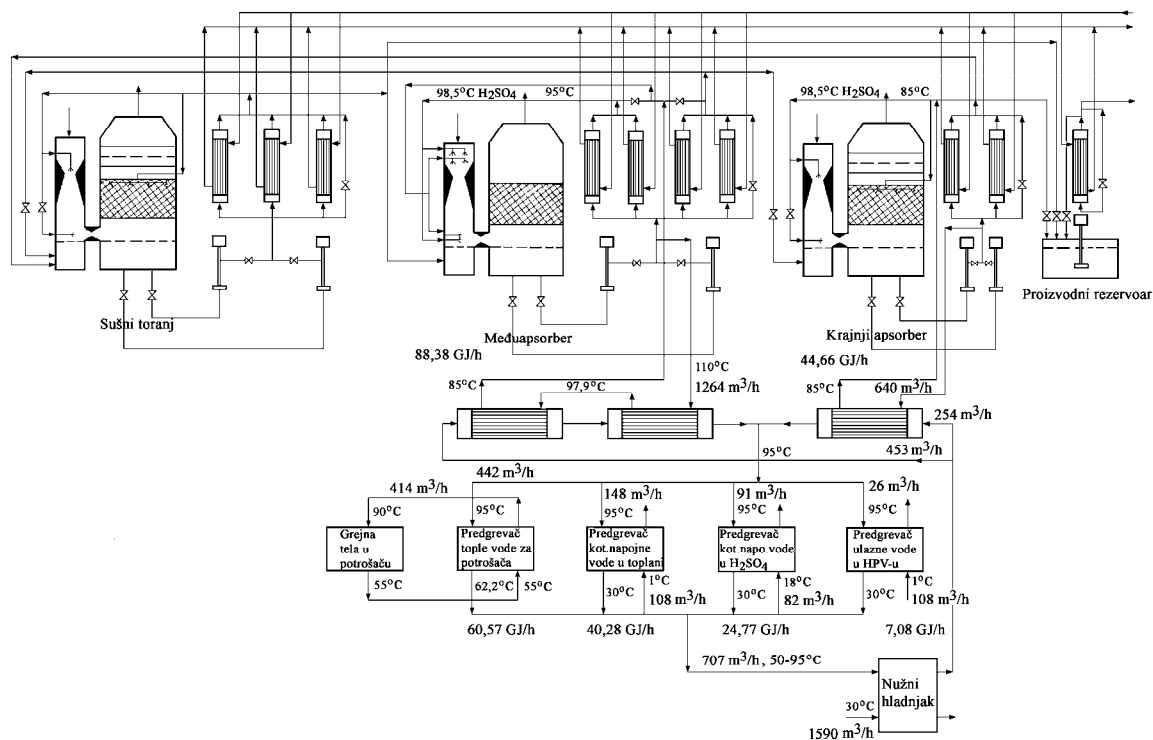 98,5°C H2SO4
95°C
98,5°C H2SO4
85°C
Sušni toranj
Međuapsorber
Krajnji apsorber
Proizvodni rezervoar
88,38 GJ/h
44,66 GJ/h
110°C
1264 m3/h
85°C
97,9°C
85°C
640 m3/h
254 m3/h
453 m3/h
95°C
442 m3/h
414 m3/h
148 m3/h
91 m3/h
26 m3/h
90°C
95°C
95°C
95°C
95°C
Grejna
tela u
potrošaču
Predgrevač
tople vode za
potrošača
Predgrevač
kot.napojne
vode u toplani
Predgrevač
kot.napo.vode
u H2SO4
Predgrevač
ulazne vode
u HPV-u
55°C
62,2°C
55°C
30°C
1°C
108 m3/h
30°C
18°C
82 m3/h
30°C
1°C
108 m3/h
60,57 GJ/h
40,28 GJ/h
24,77 GJ/h
7,08 GJ/h
707 m3/h , 50-95°C
Nužni
hladnjak
30°C
1590 m3/h